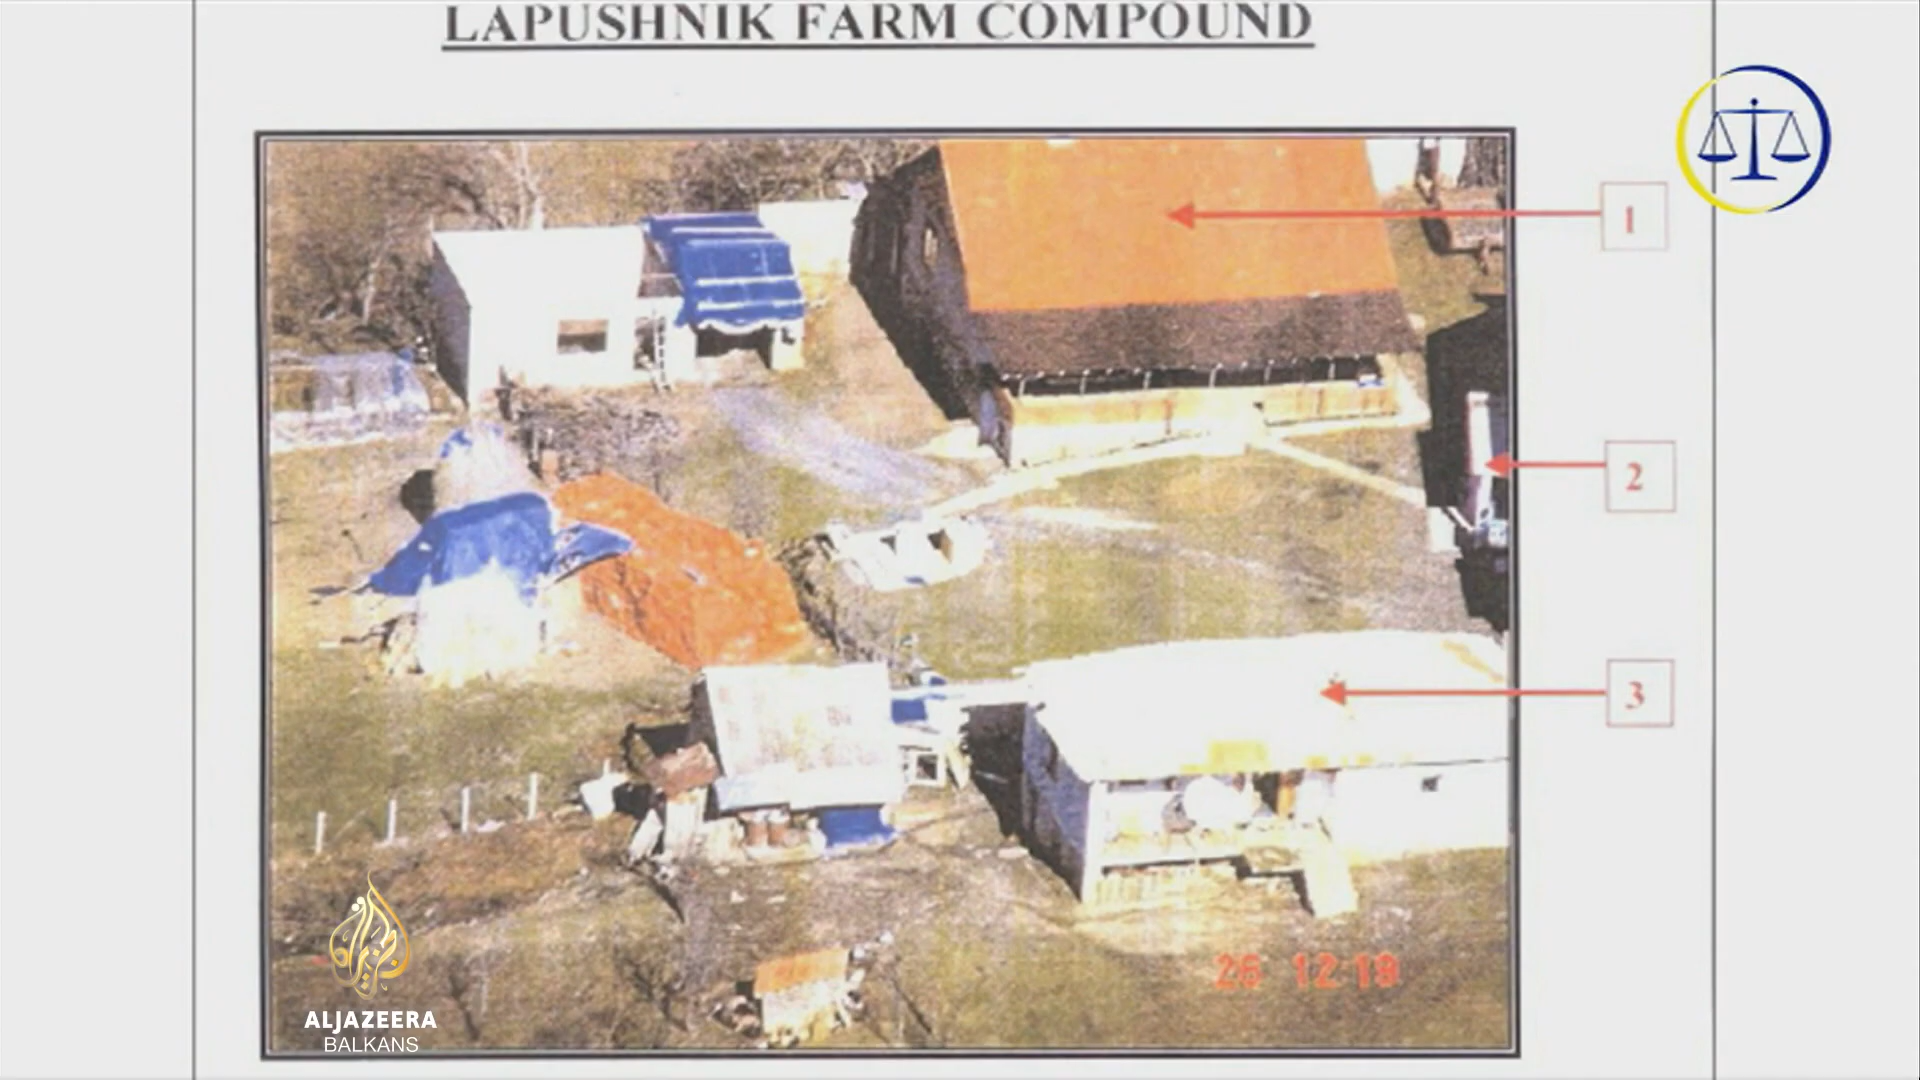 LAPUSHNIK FARM COMPOUND
1
2
3
26 12 19
ALJAZEERA
BALKANS